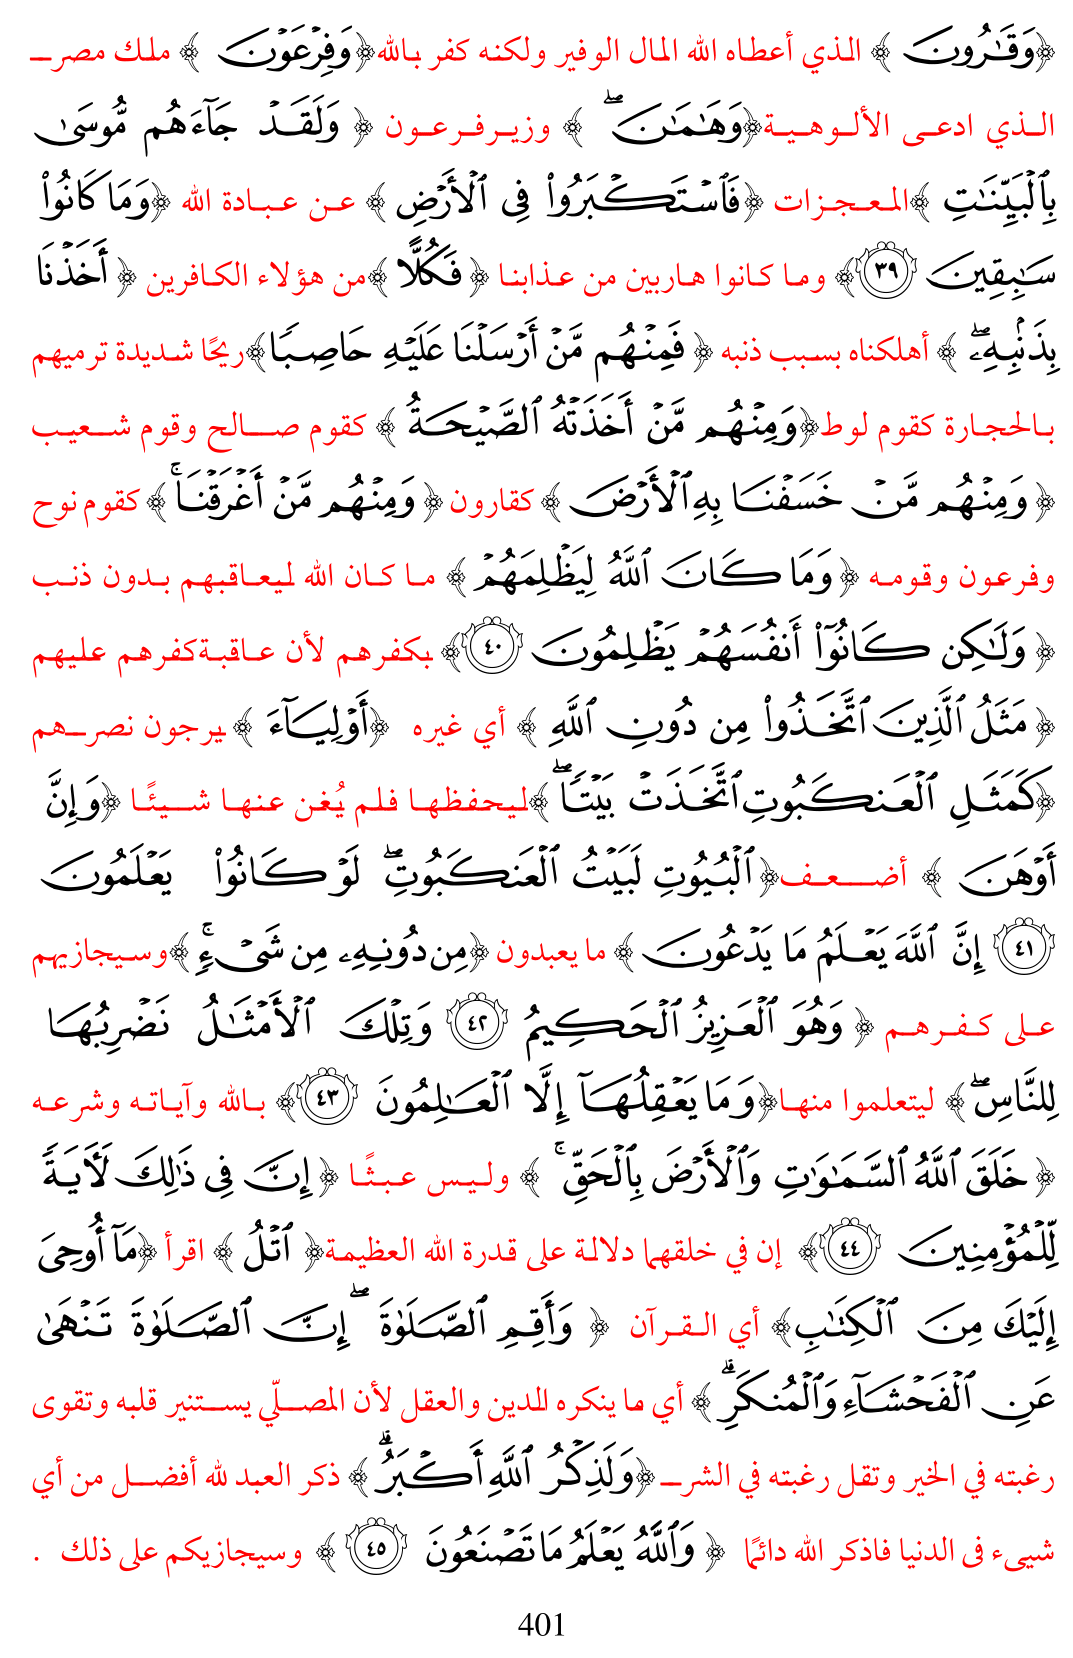 ﴿وَقَٰرُونَ ﴾ الذي أعطاه الله المال الوفير ولكنه كفر بالله﴿وَفِرْعَوْنَ ﴾ ملك مصر
الذي ادعى الألوهية﴿وَهَٰمَٰنَ ۖ ﴾ وزير فرعون ﴿ وَلَقَدْ جَآءَهُم مُّوسَىٰ
بِٱلْبَيِّنَٰتِ ﴾المعجزات ﴿فَٱسْتَكْبَرُوا۟ فِى ٱلْأَرْضِ ﴾ عن عبادة الله ﴿وَمَا كَانُوا۟
سَٰبِقِينَ ٣٩﴾ وما كانوا هاربين من عذابنا ﴿ فَكُلًّا ﴾من هؤلاء الكافرين ﴿ أَخَذْنَا
بِذَنۢبِهِۦ ۖ ﴾ أهلكناه بسبب ذنبه ﴿ فَمِنْهُم مَّنْ أَرْسَلْنَا عَلَيْهِ حَاصِبًا﴾ريحًا شديدة ترميهم
بالحجارة كقوم لوط﴿وَمِنْهُم مَّنْ أَخَذَتْهُ ٱلصَّيْحَةُ ﴾ كقوم صالح وقوم شعيب
﴿ وَمِنْهُم مَّنْ خَسَفْنَا بِهِ ٱلْأَرْضَ ﴾ كقارون ﴿ وَمِنْهُم مَّنْ أَغْرَقْنَا ۚ ﴾ كقوم نوح
وفرعون وقومه ﴿ وَمَا كَانَ ٱللَّهُ لِيَظْلِمَهُمْ ﴾ ما كان الله ليعاقبهم بدون ذنب
﴿ وَلَٰكِن كَانُوٓا۟ أَنفُسَهُمْ يَظْلِمُونَ ٤٠﴾ بكفرهم لأن عاقبة كفرهم عليهم
﴿ مَثَلُ ٱلَّذِينَ ٱتَّخَذُوا۟ مِن دُونِ ٱللَّهِ ﴾ أي غيره ﴿أَوْلِيَآءَ ﴾ يرجون نصرهم
﴿كَمَثَلِ ٱلْعَنكَبُوتِ ٱتَّخَذَتْ بَيْتًا ۖ ﴾ليحفظها فلم يُغن عنها شيئًا ﴿وَإِنَّ
أَوْهَنَ ﴾ أضعف﴿ٱلْبُيُوتِ لَبَيْتُ ٱلْعَنكَبُوتِ ۖ لَوْ كَانُوا۟ يَعْلَمُونَ
٤١ إِنَّ ٱللَّهَ يَعْلَمُ مَا يَدْعُونَ ﴾ ما يعبدون ﴿مِن دُونِهِۦ مِن شَىْءٍ ۚ ﴾وسيجازيهم
على كفرهم ﴿ وَهُوَ ٱلْعَزِيزُ ٱلْحَكِيمُ ٤٢ وَتِلْكَ ٱلْأَمْثَٰلُ نَضْرِبُهَا
لِلنَّاسِ ۖ ﴾ ليتعلموا منها﴿وَمَا يَعْقِلُهَآ إِلَّا ٱلْعَٰلِمُونَ ٤٣﴾ بالله وآياته وشرعه
﴿ خَلَقَ ٱللَّهُ ٱلسَّمَٰوَٰتِ وَٱلْأَرْضَ بِٱلْحَقِّ ۚ ﴾ وليس عبثًا ﴿ إِنَّ فِى ذَٰلِكَ لَـَٔايَةً
لِّلْمُؤْمِنِينَ ٤٤﴾ إن في خلقهما دلالة على قدرة الله العظيمة﴿ ٱتْلُ ﴾ اقرأ ﴿مَآ أُوحِىَ
إِلَيْكَ مِنَ ٱلْكِتَٰبِ﴾ أي القرآن ﴿ وَأَقِمِ ٱلصَّلَوٰةَ ۖ إِنَّ ٱلصَّلَوٰةَ تَنْهَىٰ
عَنِ ٱلْفَحْشَآءِ وَٱلْمُنكَرِ ۗ ﴾ أي ما ينكره الدين والعقل لأن المصلّي يستنير قلبه وتقوى
رغبته في الخير وتقل رغبته في الشر ﴿وَلَذِكْرُ ٱللَّهِ أَكْبَرُ ۗ ﴾ ذكر العبد لله أفضل من أي
شيىء فى الدنيا فاذكر الله دائمًا ﴿ وَٱللَّهُ يَعْلَمُ مَا تَصْنَعُونَ ٤٥ ﴾ وسيجازيكم على ذلك .
401